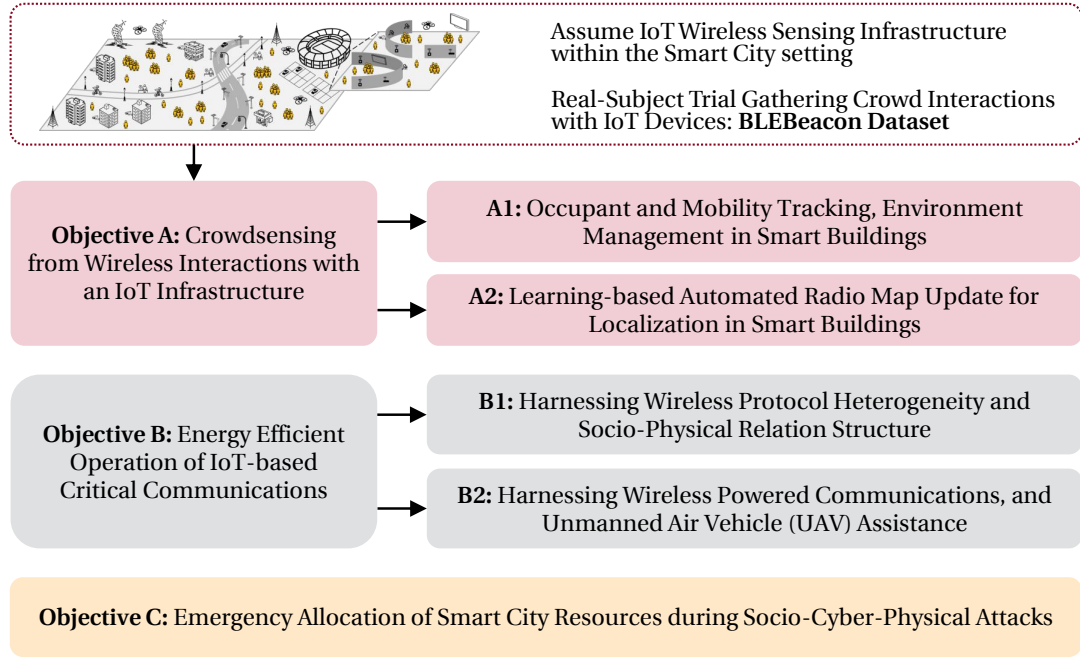 Assume IoT Wireless Sensing Infrastructure
within the Smart City setting
Real-Subject Trial Gathering Crowd Interactions
with IoT Devices: BLEBeacon Dataset
Objective A: Crowdsensing
from Wireless Interactions with
an IoT Infrastructure
A1: Occupant and Mobility Tracking, Environment
Management in Smart Buildings
A2: Learning-based Automated Radio Map Update for
Localization in Smart Buildings
Objective B: Energy Efficient
Operation of IoT-based
Critical Communications
B1: Harnessing Wireless Protocol Heterogeneity and
Socio-Physical Relation Structure
B2: Harnessing Wireless Powered Communications, and
Unmanned Air Vehicle (UAV) Assistance
Objective C: Emergency Allocation of Smart City Resources during Socio-Cyber-Physical Attacks